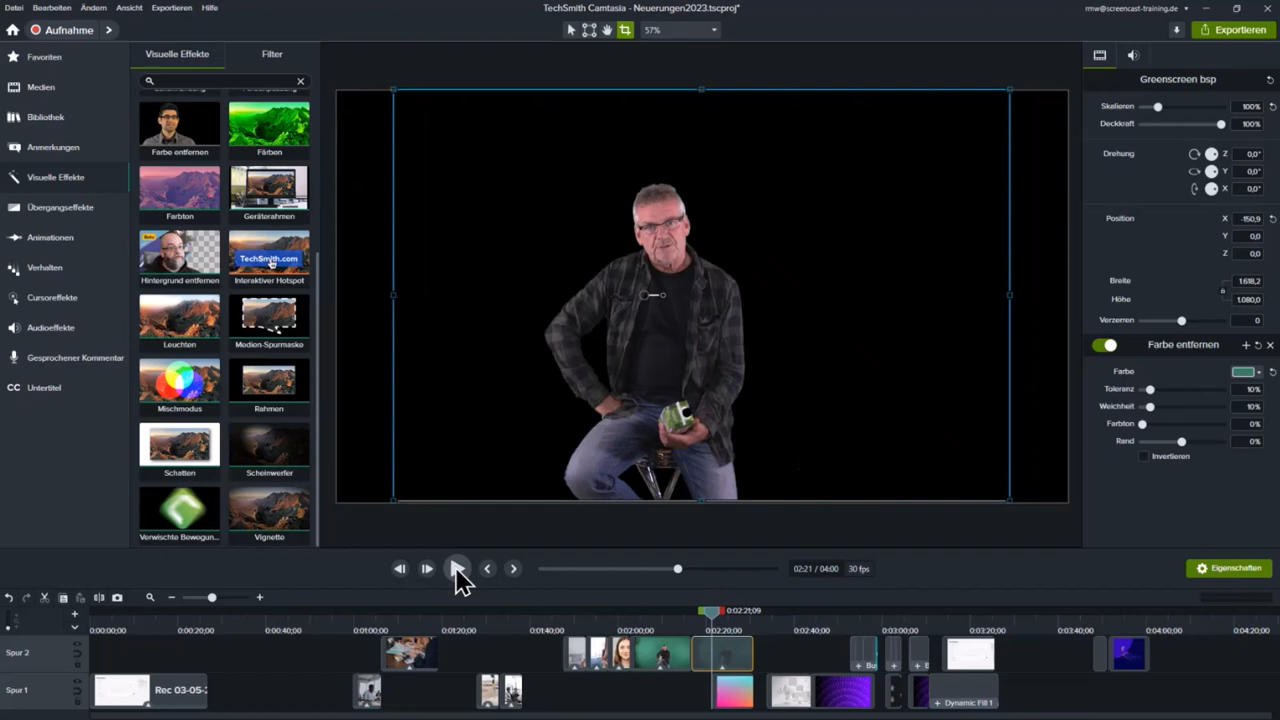 Datei Bearbeiten Ändern Ansicht Exportieren Hilfe
TechSmith Camtasia - Neuerungen2023.tscproj*
rmw@screencast-training.de
Aufnahme
57%
Exportieren
Favoriten
Medien
Bibliothek
Anmerkungen
Visuelle Effekte
Übergangseffekte
Animationen
Verhalten
Cursoreffekte
Audioeffekte
Gesprochener Kommentar
CC Untertitel
Visuelle Effekte Filter
Farbe entfernen Färben
Farbton Geräterahmen
TechSmith.com
Hintergrund entfernen Interaktiver Hotspot
Leuchten Medien-Spurmaske
Mischmodus Rahmen
Schatten Scheinwerfer
Verwischte Bewegun... Vignette
Greenscreen bsp
Skalieren 100%
Deckkraft 100%
Drehung Z 0,0°
Y 0,0°
X 0,0°
Position X -150,9
Y 0,0
Z 0,0
Breite 1.618,2
Höhe 1.080,0
Verzerren 0
Farbe entfernen
Farbe
Toleranz 10%
Weichheit 10%
Farbton 0%
Rand 0%
Invertieren
02:21 / 04:00 30 fps
Eigenschaften
0:02:21;09
0:00:00;00 0:00:20;00 0:00:40;00 0:01:00;00 0:01:20;00 0:01:40;00 0:02:00;00 0:02:20;00 0:02:40;00 0:03:00;00 0:03:20;00 0:03:40;00 0:04:00;00 0:04:20;00
Spur 2
Spur 1
Rec 03-05-2
Dynamic Fill 1